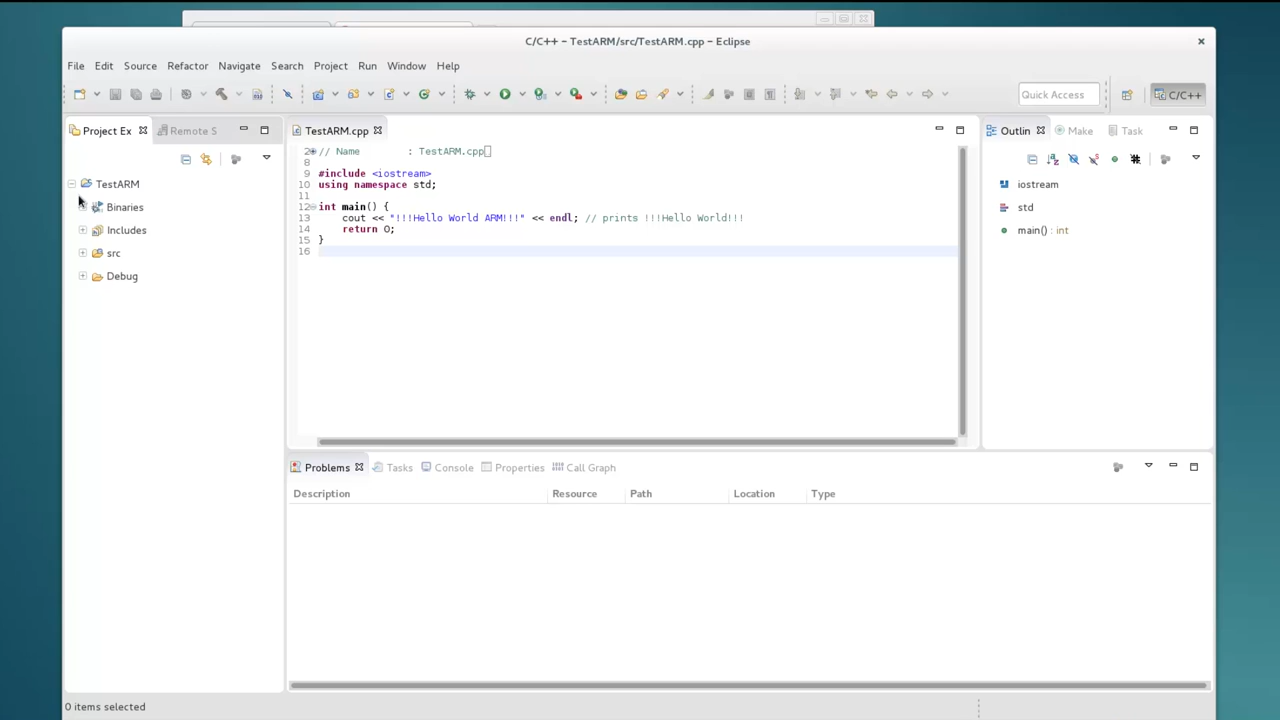 C/C++ – TestARM/src/TestARM.cpp – Eclipse
File Edit Source Refactor Navigate Search Project Run Window Help
Quick Access
C/C++
Project Ex
Remote S
TestARM.cpp
Outlin
Make
Task
TestARM
Binaries
Includes
src
Debug
2 // Name : TestARM.cpp
8
9 #include <iostream>
10 using namespace std;
11
12 int main() {
13 cout << "!!!Hello World ARM!!!" << endl; // prints !!!Hello World!!!
14 return 0;
15 }
16
iostream
std
main() : int
Problems
Tasks
Console
Properties
Call Graph
Description Resource Path Location Type
0 items selected